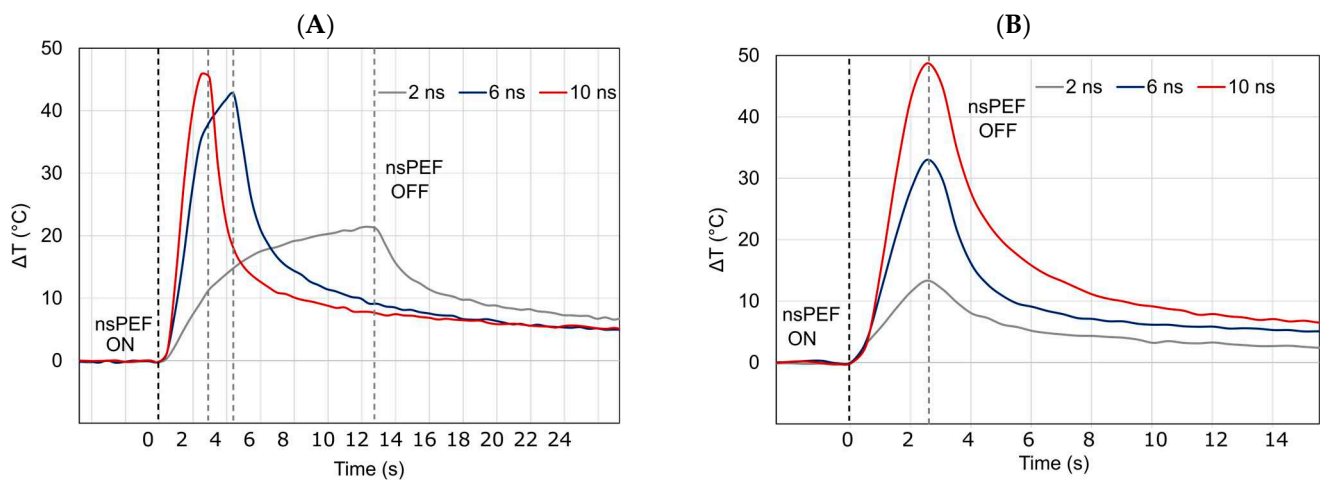 (A)
50
40
30
20
10
0
ΔT (°C)
2 ns 6 ns 10 ns
nsPEF
OFF
nsPEF
ON
0 2 4 6 8 10 12 14 16 18 20 22 24
Time (s)
(B)
50
40
30
20
10
0
ΔT (°C)
2 ns 6 ns 10 ns
nsPEF
OFF
nsPEF
ON
0 2 4 6 8 10 12 14
Time (s)